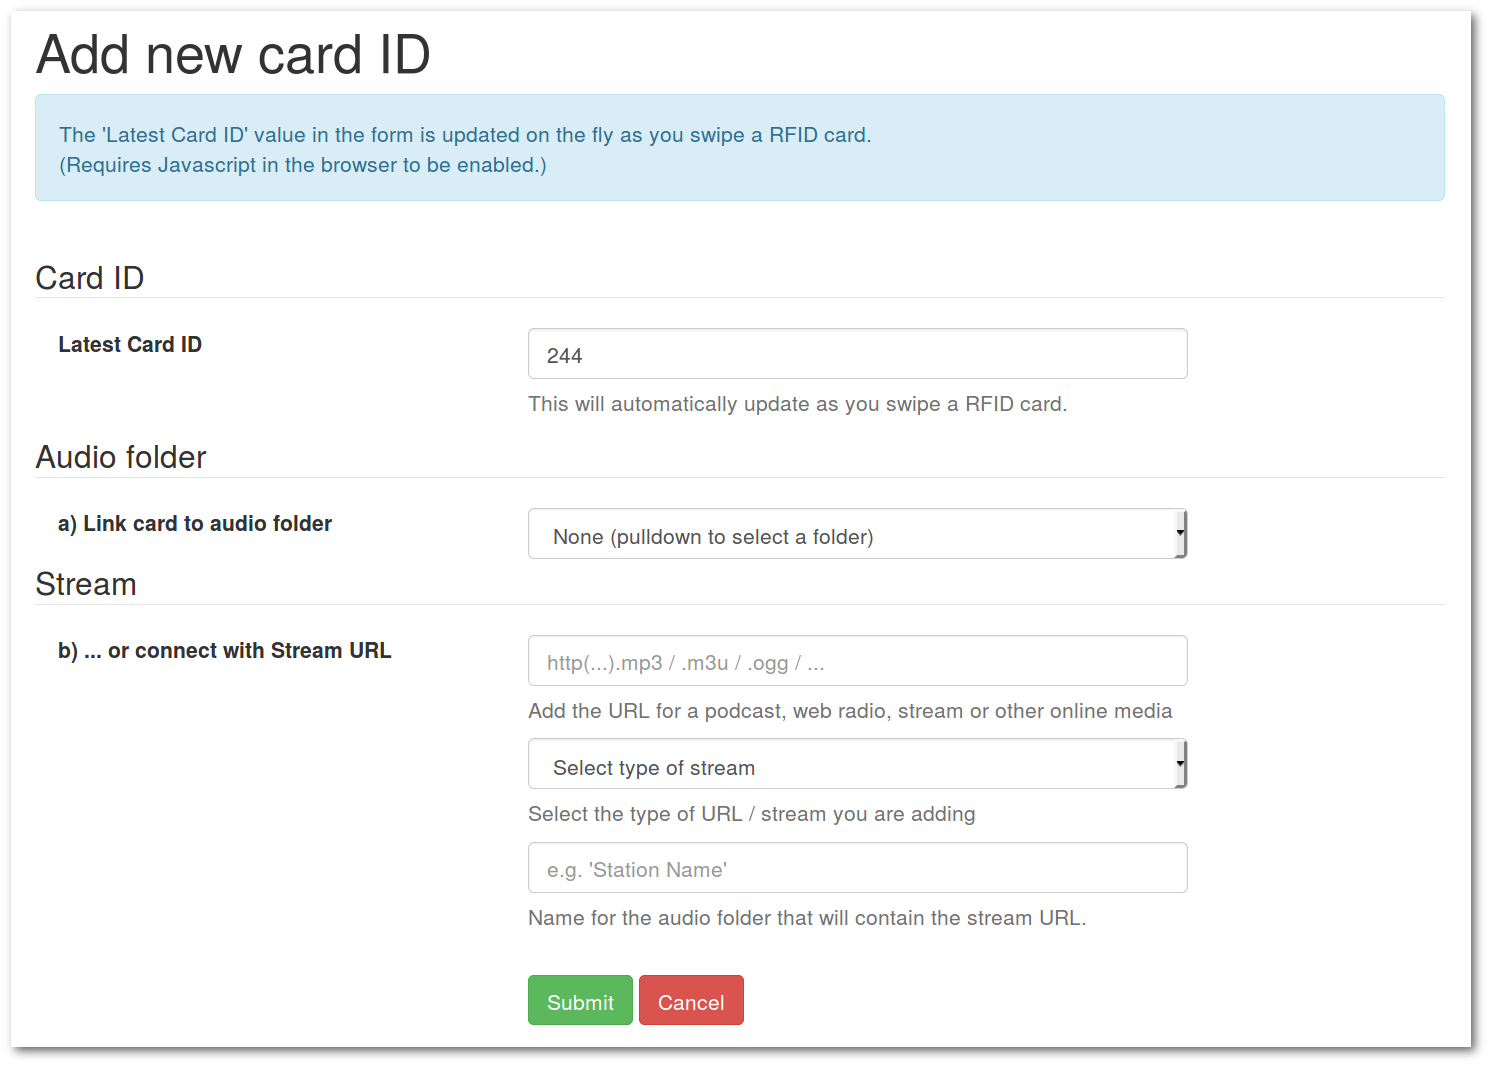 Add new card ID
The 'Latest Card ID' value in the form is updated on the fly as you swipe a RFID card.
(Requires Javascript in the browser to be enabled.)
Card ID
Latest Card ID
244
This will automatically update as you swipe a RFID card.
Audio folder
a) Link card to audio folder
None (pulldown to select a folder)
Stream
b) ... or connect with Stream URL
http(...).mp3 / .m3u / .ogg / ...
Add the URL for a podcast, web radio, stream or other online media
Select type of stream
Select the type of URL / stream you are adding
e.g. 'Station Name'
Name for the audio folder that will contain the stream URL.
Submit
Cancel